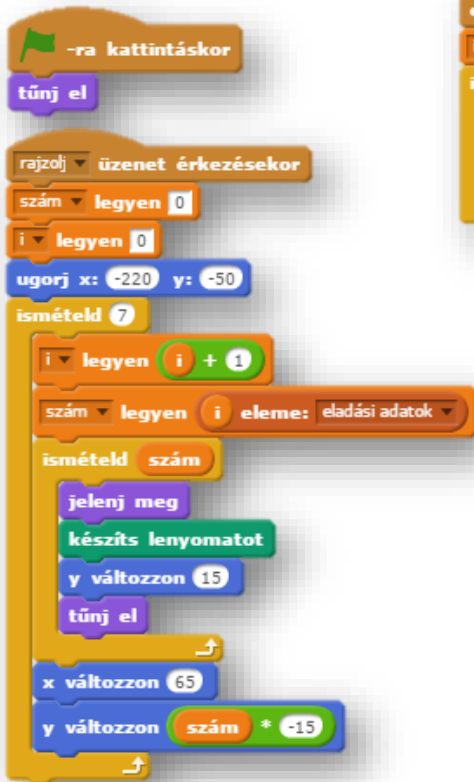 -ra kattintáskor
tűnj el
rajzolj üzenet érkezésekor
szám legyen 0
i legyen 0
ugorj x: -220 y: -50
ismételd 7
i legyen i + 1
szám legyen i eleme: eladási adatok
ismételd szám
jelenj meg
készíts lenyomatot
y változzon 15
tűnj el
x változzon 65
y változzon szám * -15